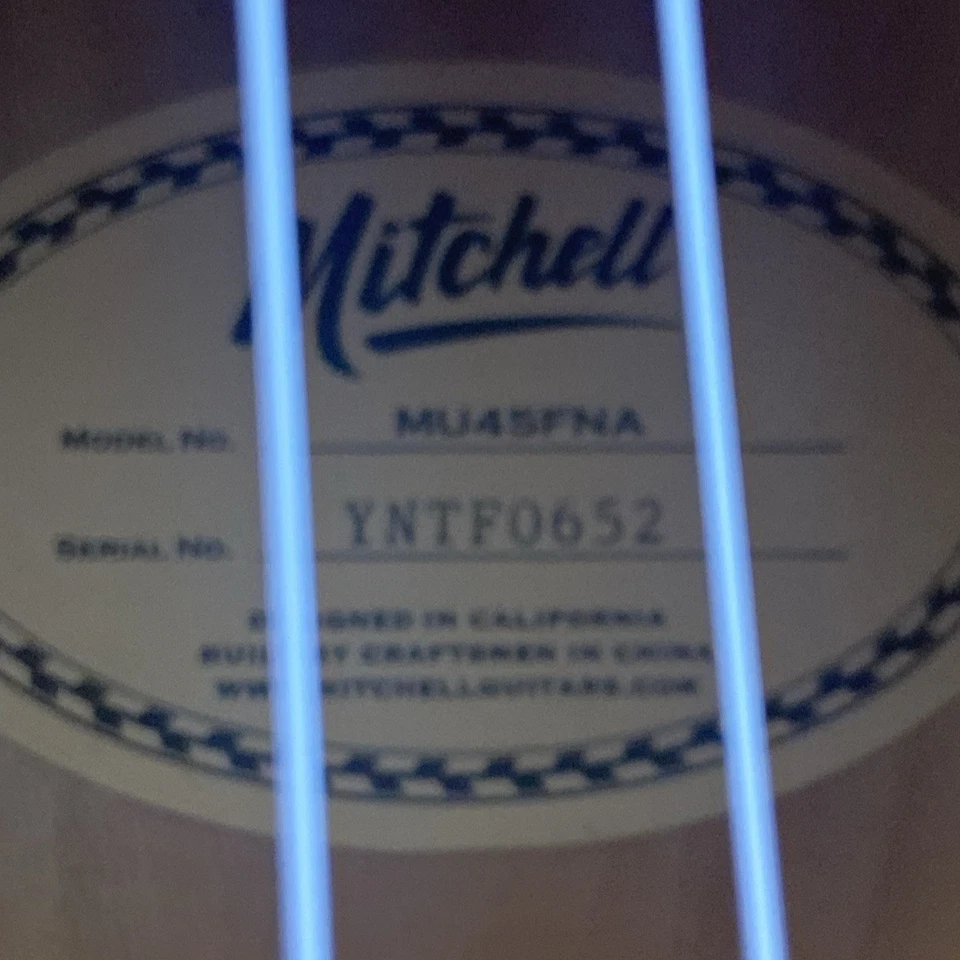 Mitchell
MODEL NO. MU45FNA
SERIAL NO. YNTF0652
IN CALIFORNIA
CRAFTSMEN IN CHINA